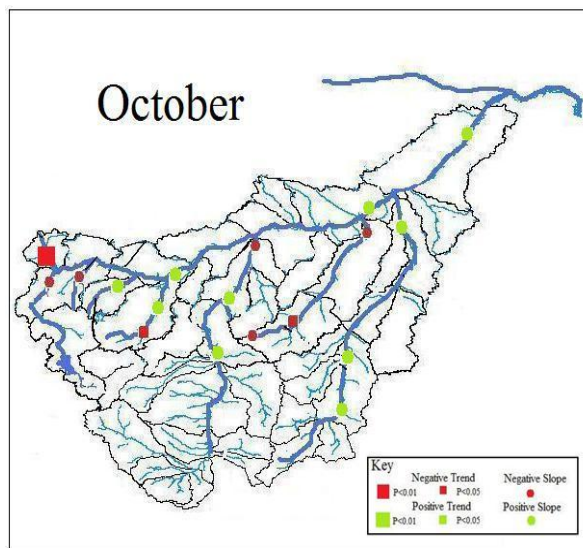 October
Key
Negative Trend Negative Slope
P<0.01 P<0.05
Positive Trend Positive Slope
P<0.01 P<0.05